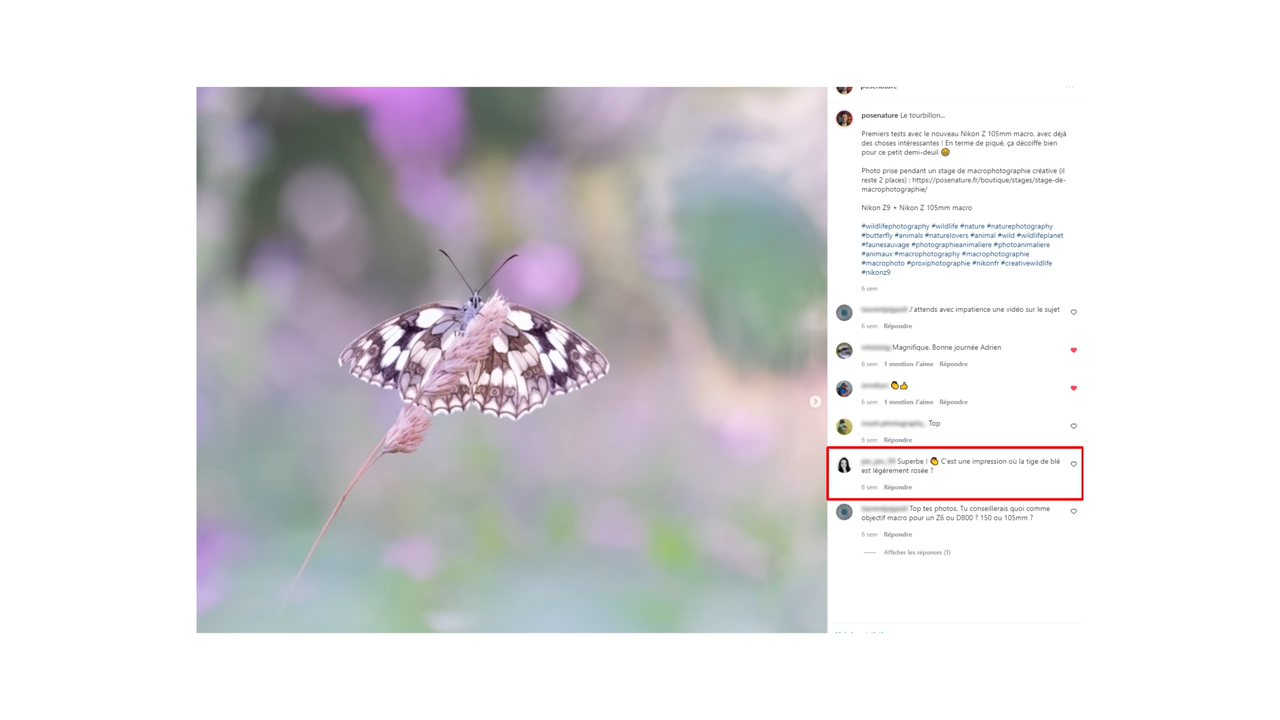 posenature
posenature Le tourbillon...
Premiers tests avec le nouveau Nikon Z 105mm macro, avec déjà
des choses intéressantes ! En terme de piqué, ça décoiffe bien
pour ce petit demi-deuil 😄
Photo prise pendant un stage de macrophotographie créative (il
reste 2 places) : https://posenature.fr/boutique/stages/stage-de-
macrophotographie/
Nikon Z9 + Nikon Z 105mm macro
#wildlifephotography #wildlife #nature #naturephotography
#butterfly #animals #naturelovers #animal #wild #wildlifeplanet
#faunesauvage #photographieanimaliere #photoanimaliere
#animaux #macrophotography #macrophotographie
#macrophoto #proxiphotographie #nikonfr #creativewildlife
#nikonz9
6 sem
J'attends avec impatience une vidéo sur le sujet
6 sem Répondre
Magnifique. Bonne journée Adrien
6 sem 1 mention J'aime Répondre
👏👍
6 sem 1 mention J'aime Répondre
Top
6 sem Répondre
Superbe ! 👏 C'est une impression où la tige de blé
est légèrement rosée ?
6 sem Répondre
Top tes photos. Tu conseillerais quoi comme
objectif macro pour un Z6 ou D800 ? 150 ou 105mm ?
6 sem Répondre
Afficher les réponses (1)